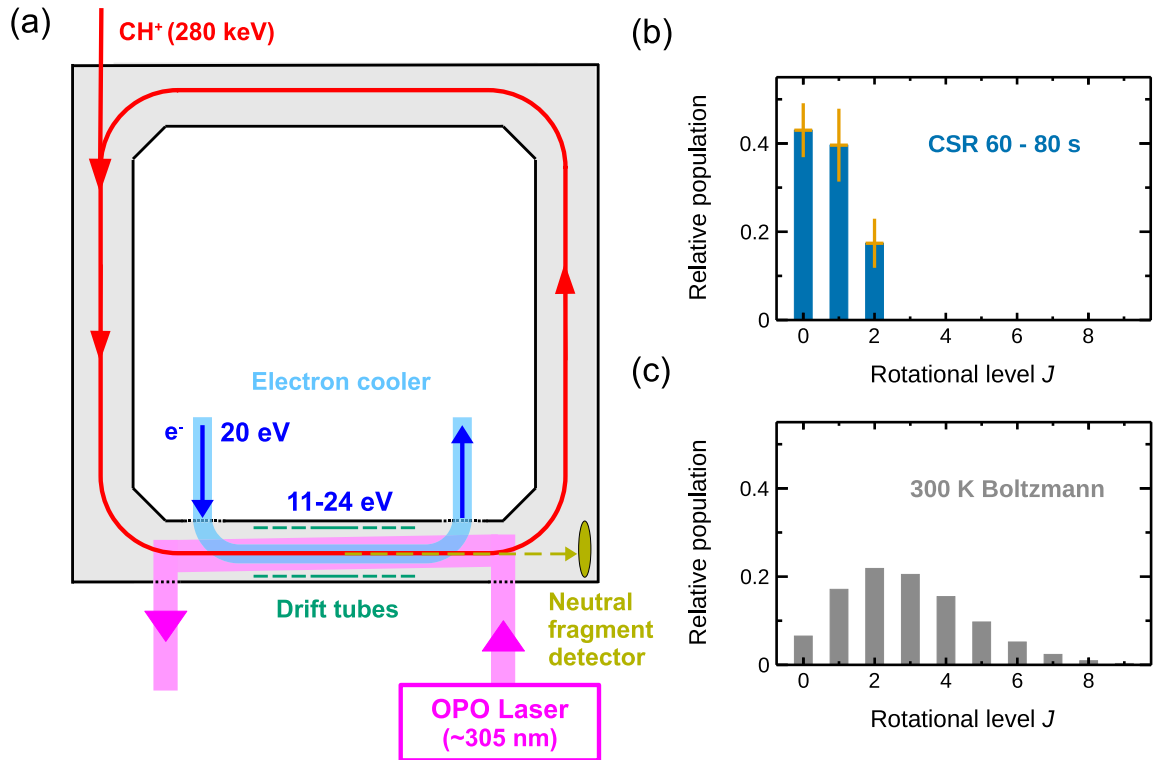 (a)
CH⁺ (280 keV)
Electron cooler
e⁻
20 eV
11-24 eV
Drift tubes
Neutral
fragment
detector
OPO Laser
(~305 nm)
(b)
Relative population
0.4
0.2
0
CSR 60 - 80 s
0 2 4 6 8
Rotational level J
(c)
Relative population
0.4
0.2
0
300 K Boltzmann
0 2 4 6 8
Rotational level J